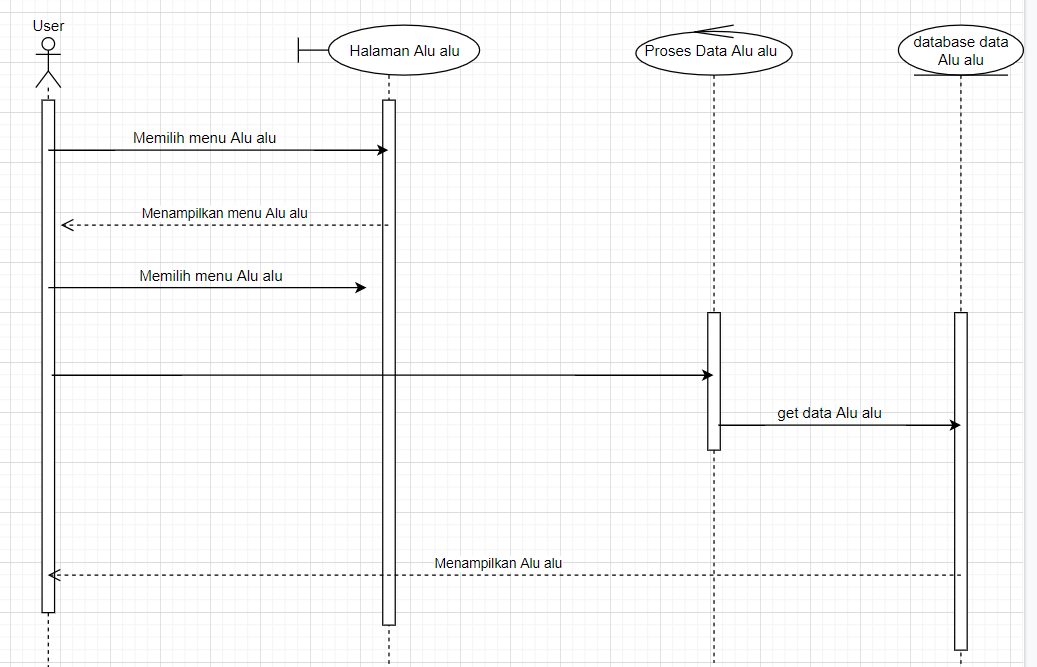 User
Halaman Alu alu
Proses Data Alu alu
database data
Alu alu
Memilih menu Alu alu
Menampilkan menu Alu alu
Memilih menu Alu alu
get data Alu alu
Menampilkan Alu alu